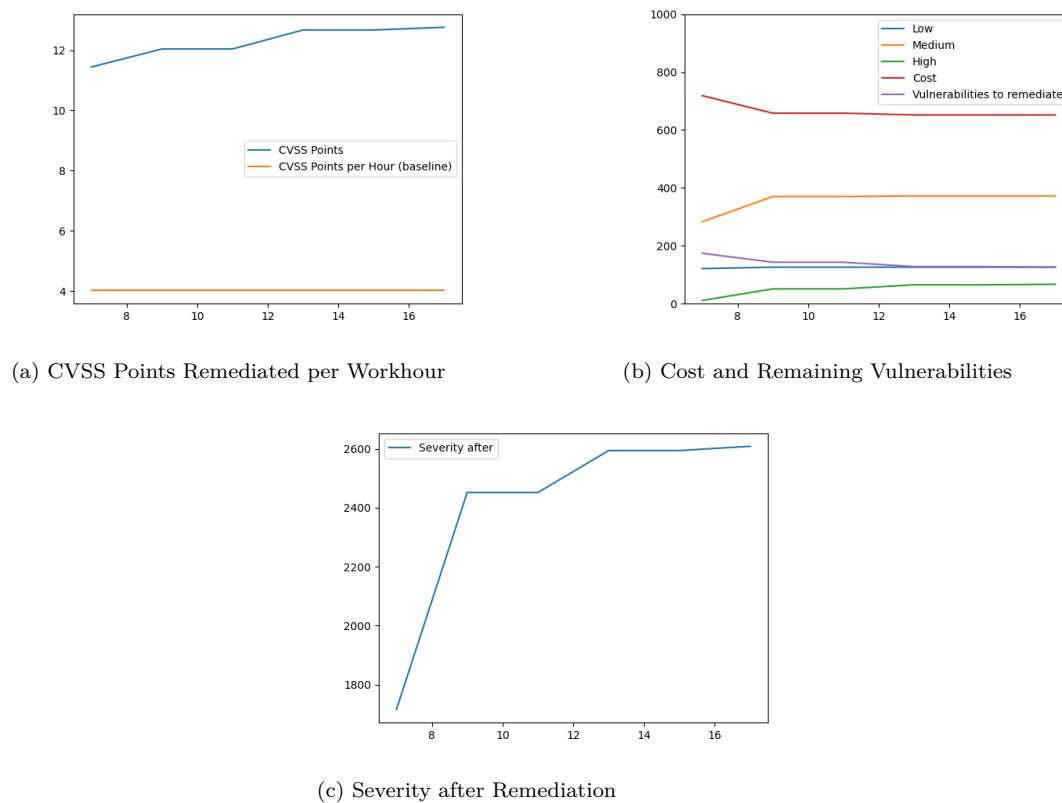 12
10
8
6
4
CVSS Points
CVSS Points per Hour (baseline)
8 10 12 14 16
(a) CVSS Points Remediated per Workhour
1000
800
600
400
200
0
Low
Medium
High
Cost
Vulnerabilities to remediate
8 10 12 14 16
(b) Cost and Remaining Vulnerabilities
2600
2400
2200
2000
1800
Severity after
8 10 12 14 16
(c) Severity after Remediation